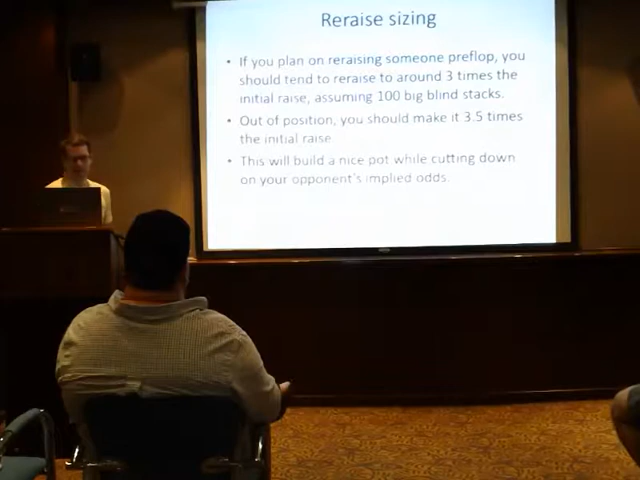 Reraise sizing
• If you plan on reraising someone preflop, you
should tend to reraise to around 3 times the
initial raise, assuming 100 big blind stacks.
• Out of position, you should make it 3.5 times
the initial raise
• This will build a nice pot while cutting down
on your opponent's implied odds.